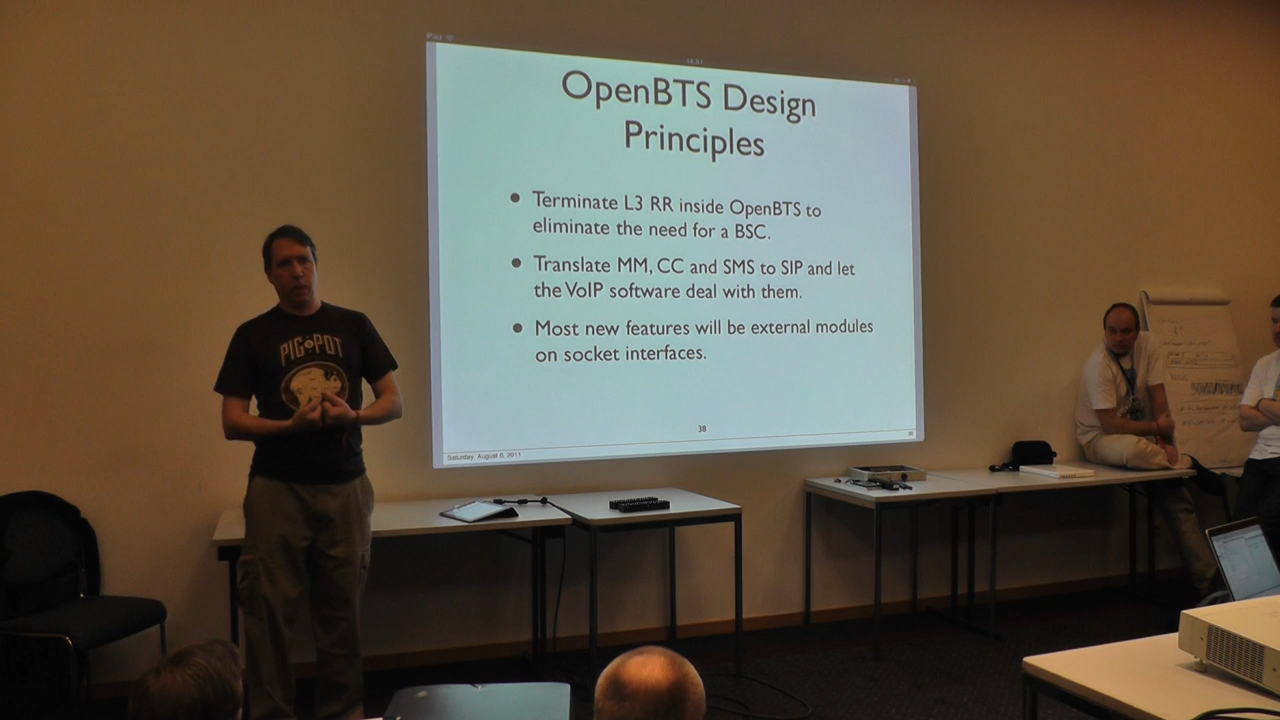 iPad
OpenBTS Design
Principles
• Terminate L3 RR inside OpenBTS to
eliminate the need for a BSC.
• Translate MM, CC and SMS to SIP and let
the VoIP software deal with them.
• Most new features will be external modules
on socket interfaces.
38
Saturday, August 6, 2011
PIG & POT